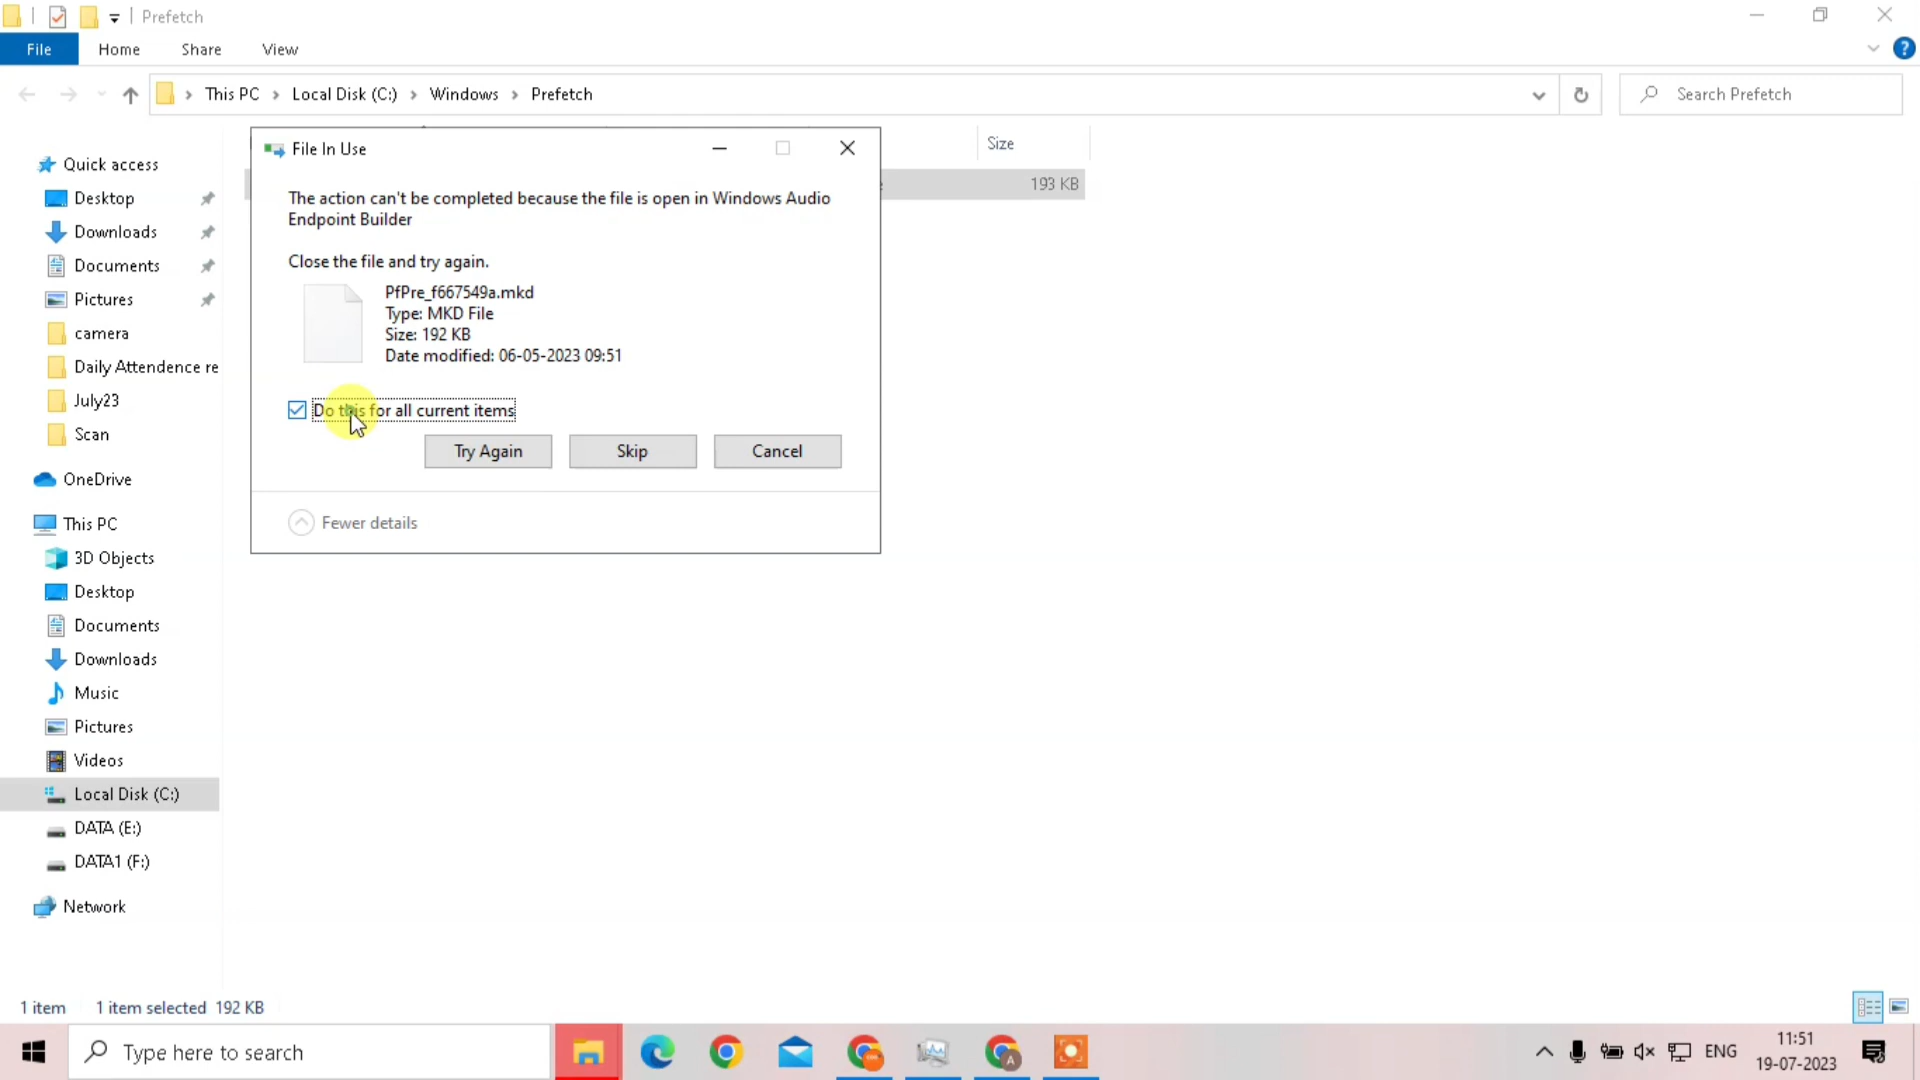 Prefetch
File Home Share View
This PC Local Disk (C:) Windows Prefetch
Search Prefetch
Size
193 KB
File In Use
The action can't be completed because the file is open in Windows Audio
Endpoint Builder
Close the file and try again.
PfPre_f667549a.mkd
Type: MKD File
Size: 192 KB
Date modified: 06-05-2023 09:51
Do this for all current items
Try Again Skip Cancel
Fewer details
Quick access
Desktop
Downloads
Documents
Pictures
camera
Daily Attendence re
July23
Scan
OneDrive
This PC
3D Objects
Desktop
Documents
Downloads
Music
Pictures
Videos
Local Disk (C:)
DATA (E:)
DATA1 (F:)
Network
1 item 1 item selected 192 KB
Type here to search
A
ENG
11:51
19-07-2023